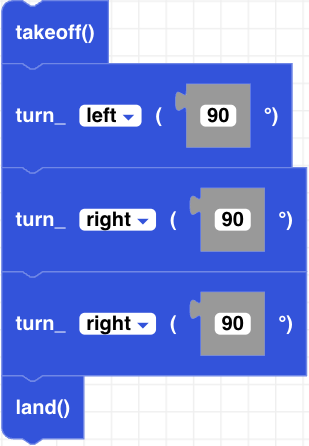 takeoff()
turn_ left ( 90 °)
turn_ right ( 90 °)
turn_ right ( 90 °)
land()